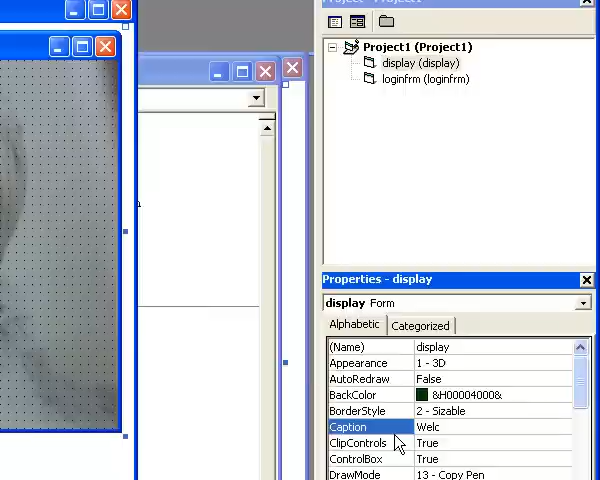 Project - Project1
Project1 (Project1)
display (display)
loginfrm (loginfrm)
Properties - display
display Form
Alphabetic Categorized
(Name) display
Appearance 1 - 3D
AutoRedraw False
BackColor &H00004000&
BorderStyle 2 - Sizable
Caption Welc
ClipControls True
ControlBox True
DrawMode 13 - Copy Pen